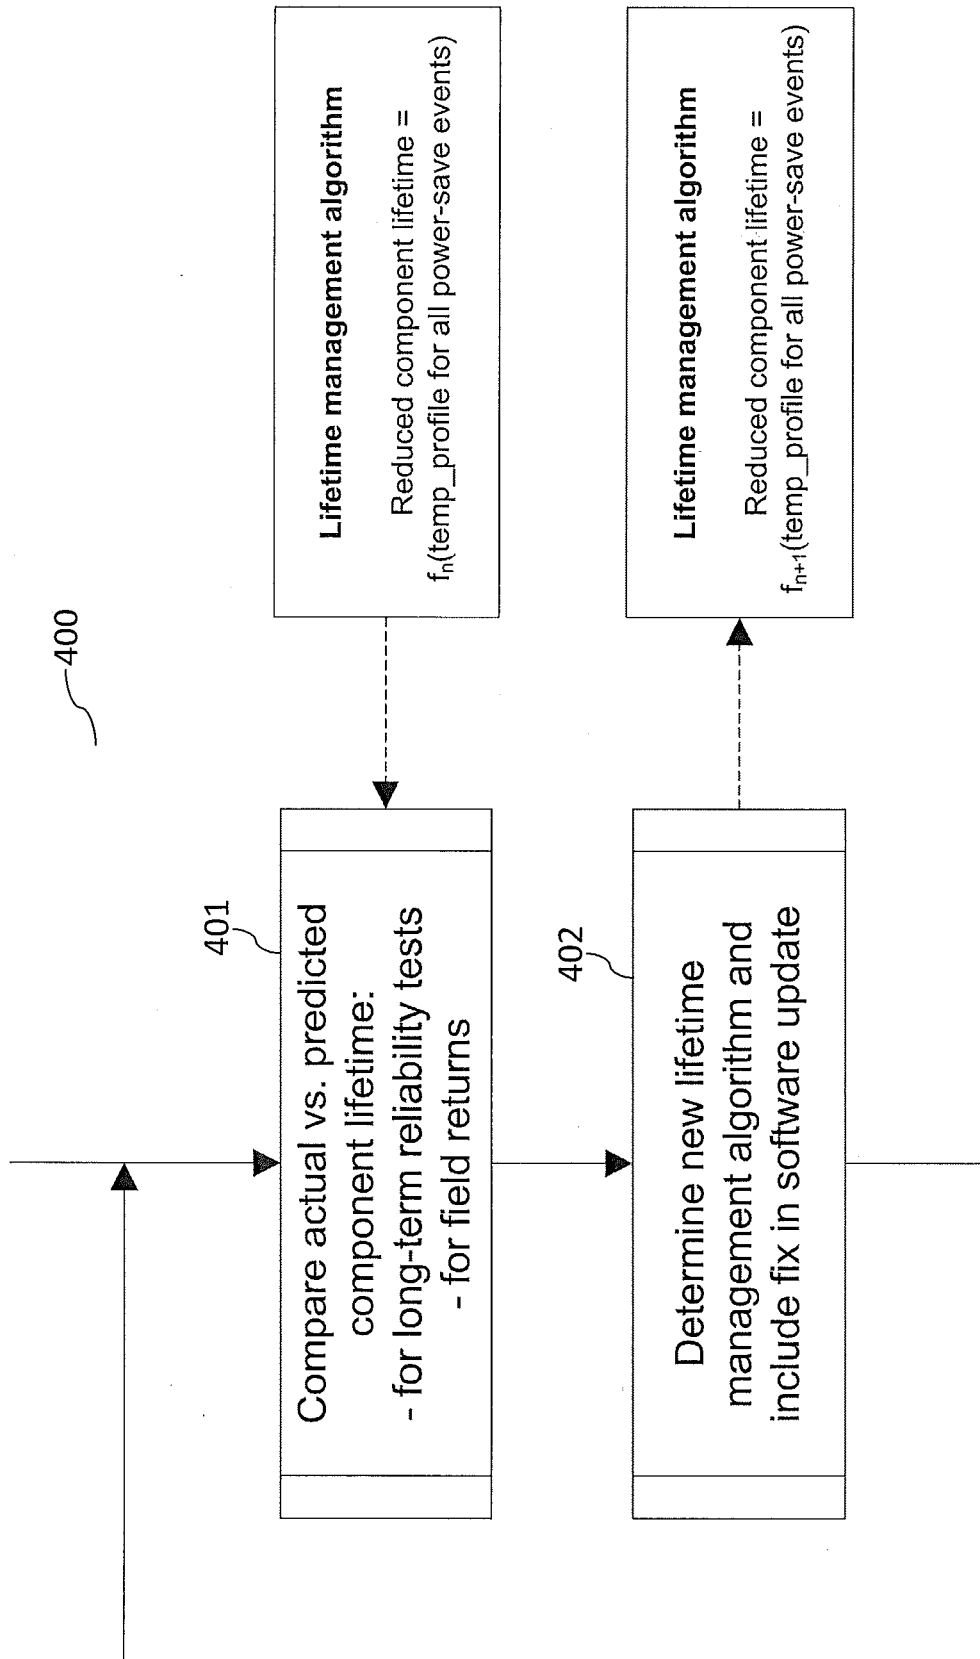 400
401
Compare actual vs. predicted
component lifetime:
- for long-term reliability tests
- for field returns
Lifetime management algorithm
Reduced component lifetime =
fₙ(temp_profile for all power-save events)
402
Determine new lifetime
management algorithm and
include fix in software update
Lifetime management algorithm
Reduced component lifetime =
fₙ₊₁(temp_profile for all power-save events)